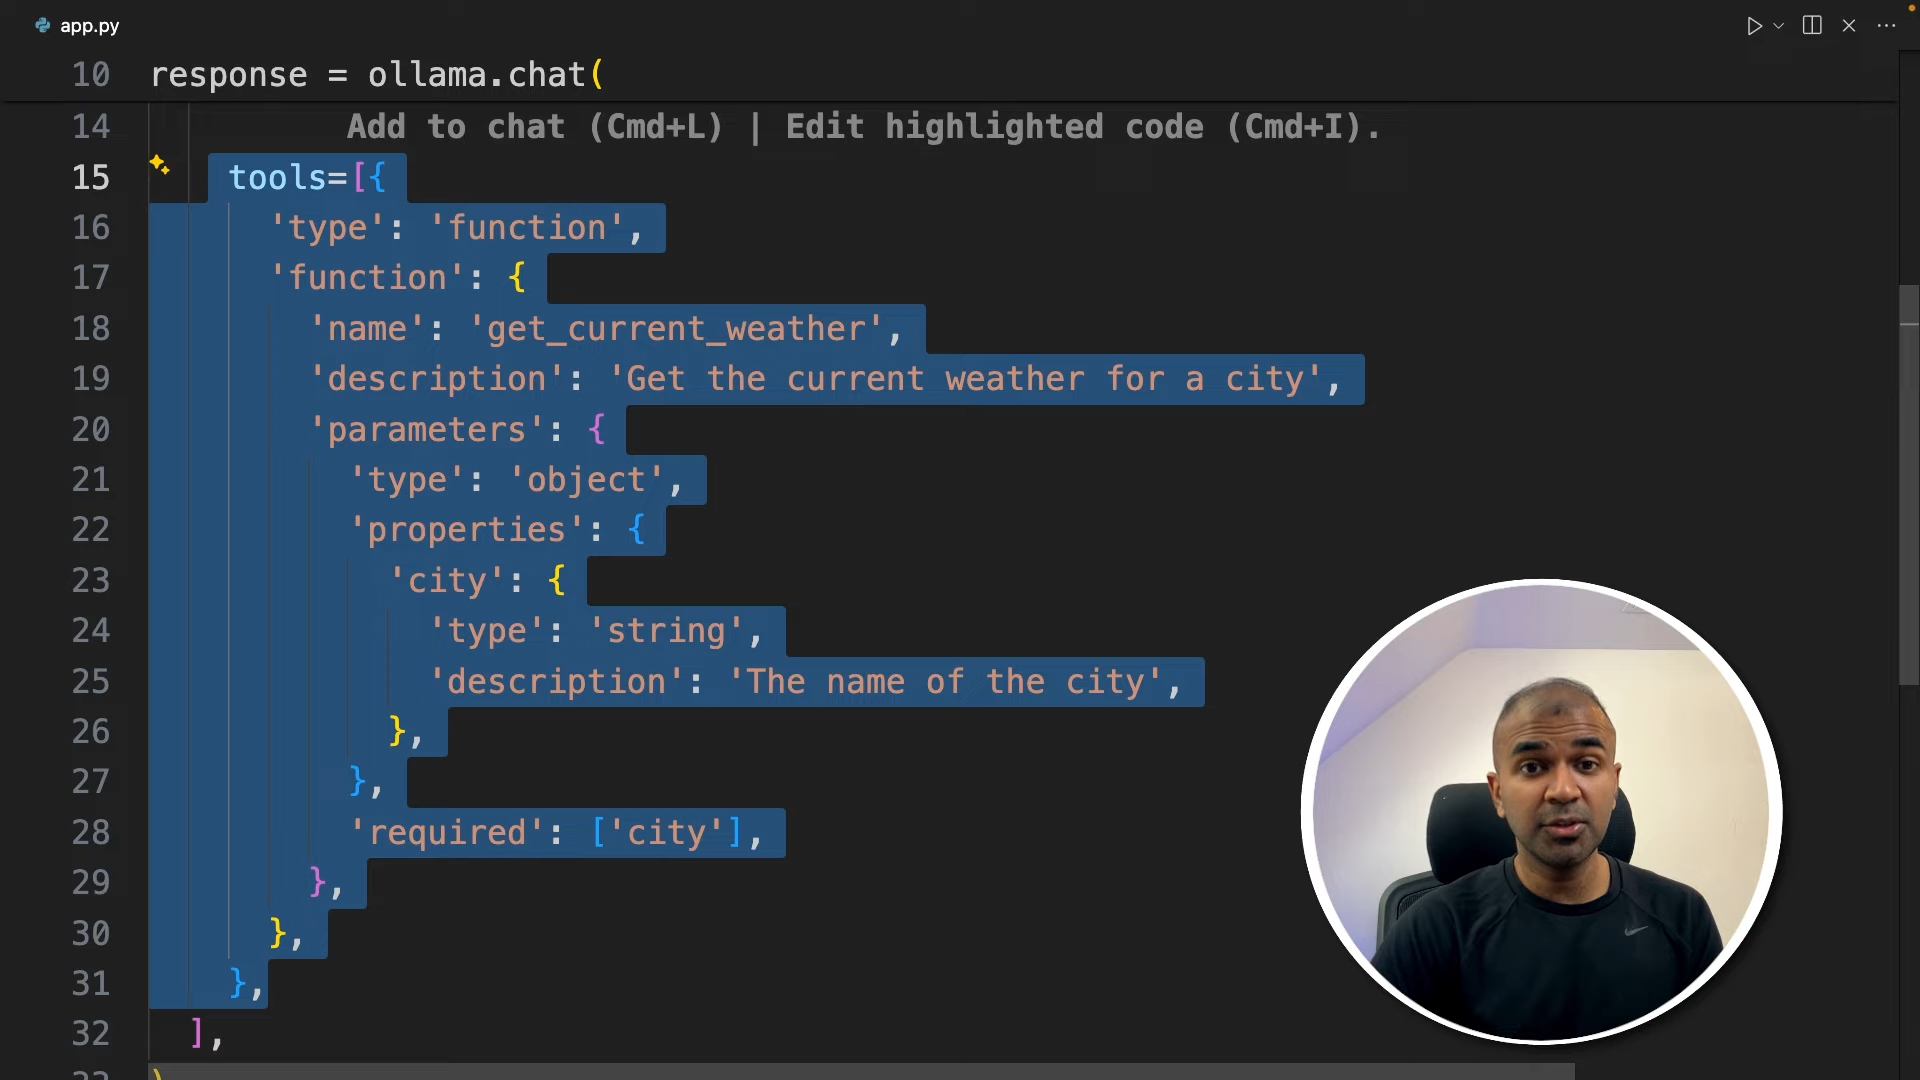 app.py
10 response = ollama.chat(
14 Add to chat (Cmd+L) | Edit highlighted code (Cmd+I).
15 tools=[{
16 'type': 'function',
17 'function': {
18 'name': 'get_current_weather',
19 'description': 'Get the current weather for a city',
20 'parameters': {
21 'type': 'object',
22 'properties': {
23 'city': {
24 'type': 'string',
25 'description': 'The name of the city',
26 },
27 },
28 'required': ['city'],
29 },
30 },
31 },
32 ],
33 )